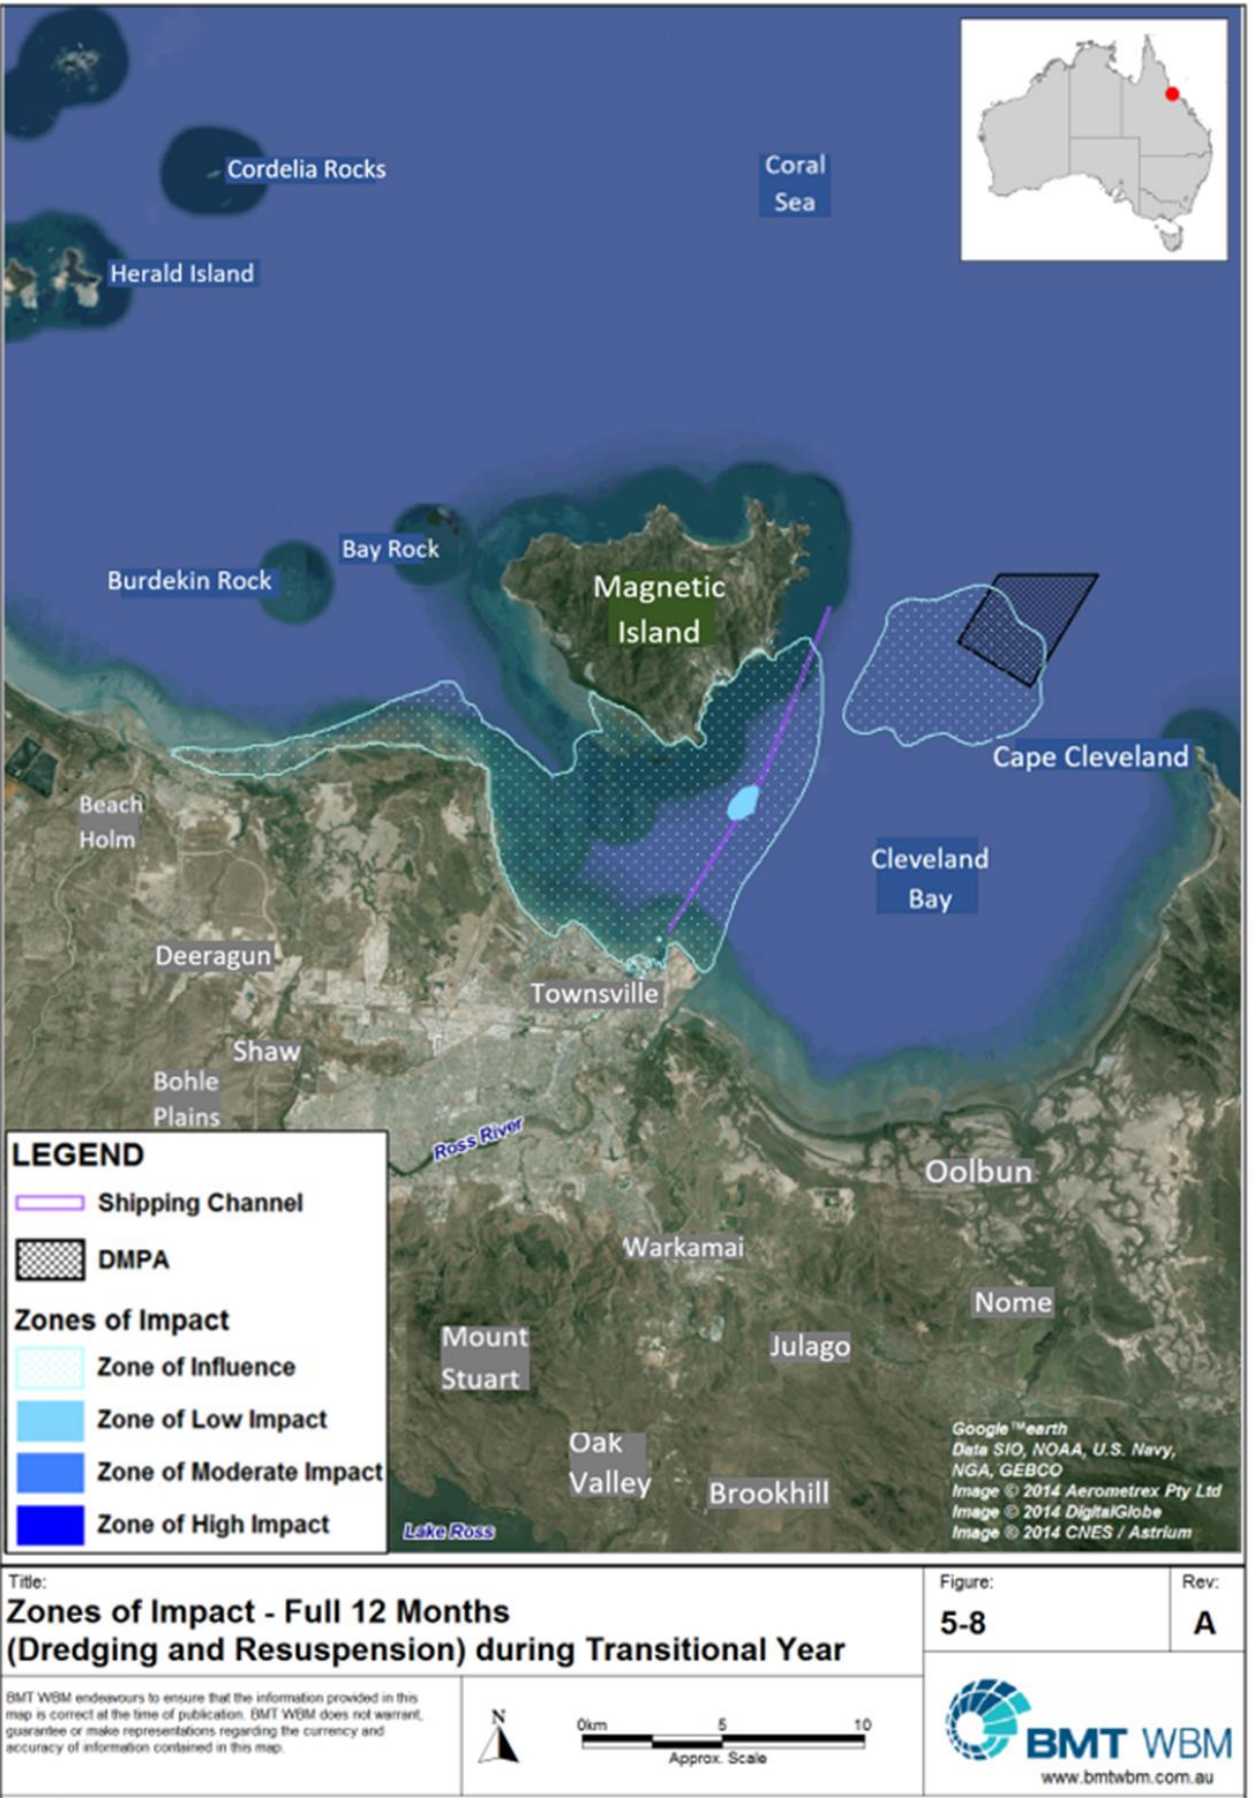 Cordelia Rocks
Coral
Sea
Herald Island
Bay Rock
Burdekin Rock
Magnetic
Island
Cape Cleveland
Beach
Holm
Cleveland
Bay
Deeragun
Townsville
Shaw
Bohle
Plains
Ross River
Oolbun
Warkamai
Nome
Mount
Stuart
Julago
Oak
Valley
Brookhill
Lake Ross
LEGEND
Shipping Channel
DMPA
Zones of Impact
Zone of Influence
Zone of Low Impact
Zone of Moderate Impact
Zone of High Impact
Google™earth
Data SIO, NOAA, U.S. Navy,
NGA, GEBCO
Image © 2014 Aerometrex Pty Ltd
Image © 2014 DigitalGlobe
Image © 2014 CNES / Astrium
Title:
Zones of Impact - Full 12 Months
(Dredging and Resuspension) during Transitional Year
Figure:
5-8
Rev:
A
BMT WBM endeavours to ensure that the information provided in this
map is correct at the time of publication. BMT WBM does not warrant,
guarantee or make representations regarding the currency and
accuracy of information contained in this map.
N
0km 5 10
Approx. Scale
BMT WBM
www.bmtwbm.com.au